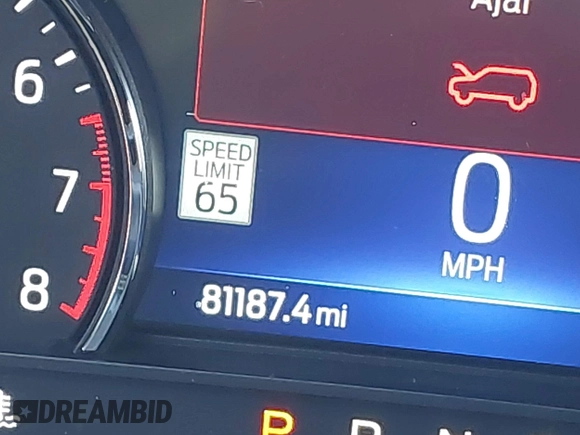 Ajar
6
7
8
SPEED
LIMIT
65
0
MPH
81187.4 mi
P R N
DREAMBID